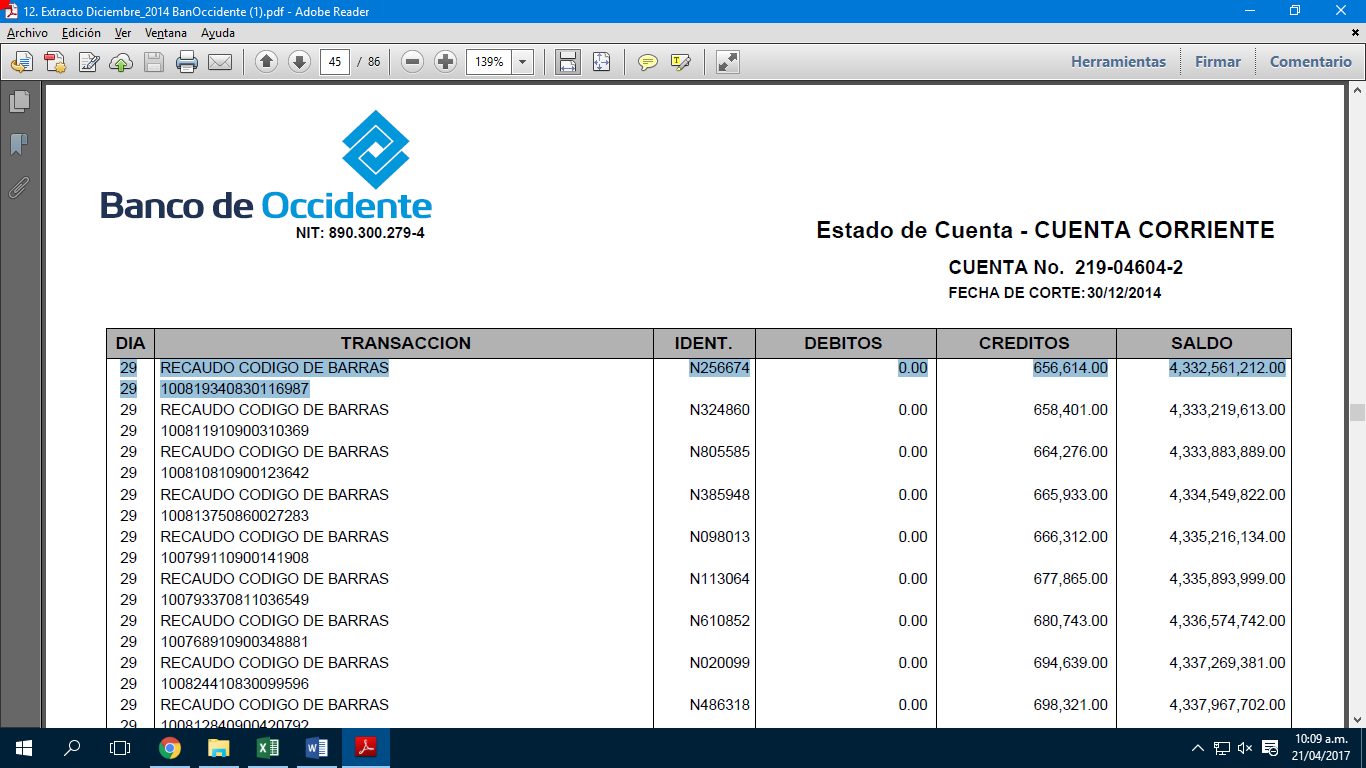 12. Extracto Diciembre_2014 BanOccidente (1).pdf - Adobe Reader
Archivo Edición Ver Ventana Ayuda
45 / 86 139% Herramientas Firmar Comentario
Banco de Occidente
NIT: 890.300.279-4
Estado de Cuenta - CUENTA CORRIENTE
CUENTA No. 219-04604-2
FECHA DE CORTE:30/12/2014
DIA TRANSACCION IDENT. DEBITOS CREDITOS SALDO
29 RECAUDO CODIGO DE BARRAS N256674 0.00 656,614.00 4,332,561,212.00
29 100819340830116987
29 RECAUDO CODIGO DE BARRAS N324860 0.00 658,401.00 4,333,219,613.00
29 100811910900310369
29 RECAUDO CODIGO DE BARRAS N805585 0.00 664,276.00 4,333,883,889.00
29 100810810900123642
29 RECAUDO CODIGO DE BARRAS N385948 0.00 665,933.00 4,334,549,822.00
29 100813750860027283
29 RECAUDO CODIGO DE BARRAS N098013 0.00 666,312.00 4,335,216,134.00
29 100799110900141908
29 RECAUDO CODIGO DE BARRAS N113064 0.00 677,865.00 4,335,893,999.00
29 100793370811036549
29 RECAUDO CODIGO DE BARRAS N610852 0.00 680,743.00 4,336,574,742.00
29 100768910900348881
29 RECAUDO CODIGO DE BARRAS N020099 0.00 694,639.00 4,337,269,381.00
29 100824410830099596
29 RECAUDO CODIGO DE BARRAS N486318 0.00 698,321.00 4,337,967,702.00
29 100812840900420792
10:09 a.m.
21/04/2017